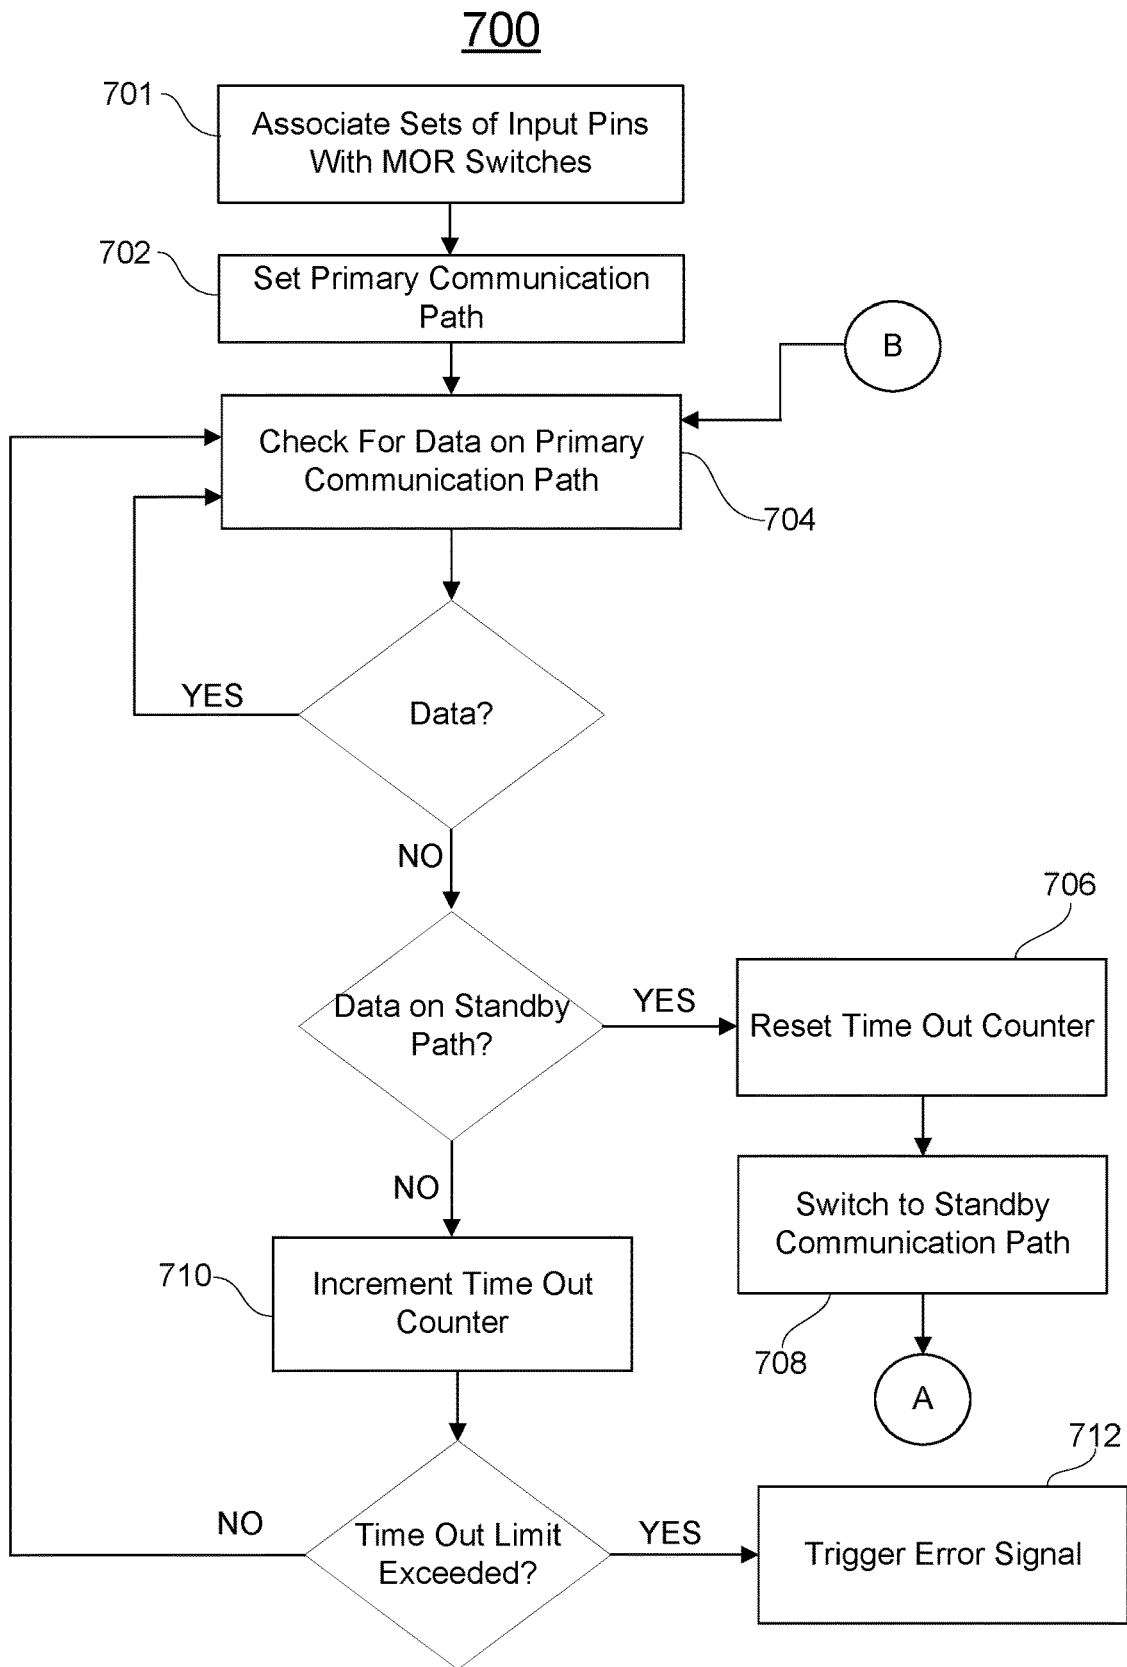 700
701
Associate Sets of Input Pins
With MOR Switches
702
Set Primary Communication
Path
B
Check For Data on Primary
Communication Path
704
YES
Data?
NO
706
Data on Standby
Path?
YES
Reset Time Out Counter
NO
Switch to Standby
Communication Path
710
Increment Time Out
Counter
708
A
712
NO
Time Out Limit
Exceeded?
YES
Trigger Error Signal